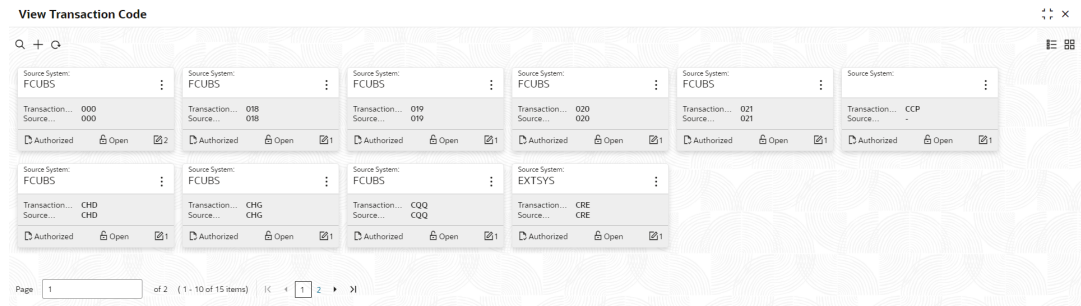 View Transaction Code
Source System: Source System: Source System: Source System: Source System: Source System:
FCUBS FCUBS FCUBS FCUBS FCUBS
Transaction... 000 Transaction... 018 Transaction... 019 Transaction... 020 Transaction... 021 Transaction... CCP
Source... 000 Source... 018 Source... 019 Source... 020 Source... 021 Source... -
Authorized Open 2 Authorized Open 1 Authorized Open 1 Authorized Open 1 Authorized Open 1 Authorized Open 1
Source System: Source System: Source System: Source System:
FCUBS FCUBS FCUBS EXTSYS
Transaction... CHD Transaction... CHG Transaction... CQQ Transaction... CRE
Source... CHD Source... CHG Source... CQQ Source... CRE
Authorized Open 1 Authorized Open 1 Authorized Open 1 Authorized Open 1
Page 1 of 2 (1 - 10 of 15 items) 1 2